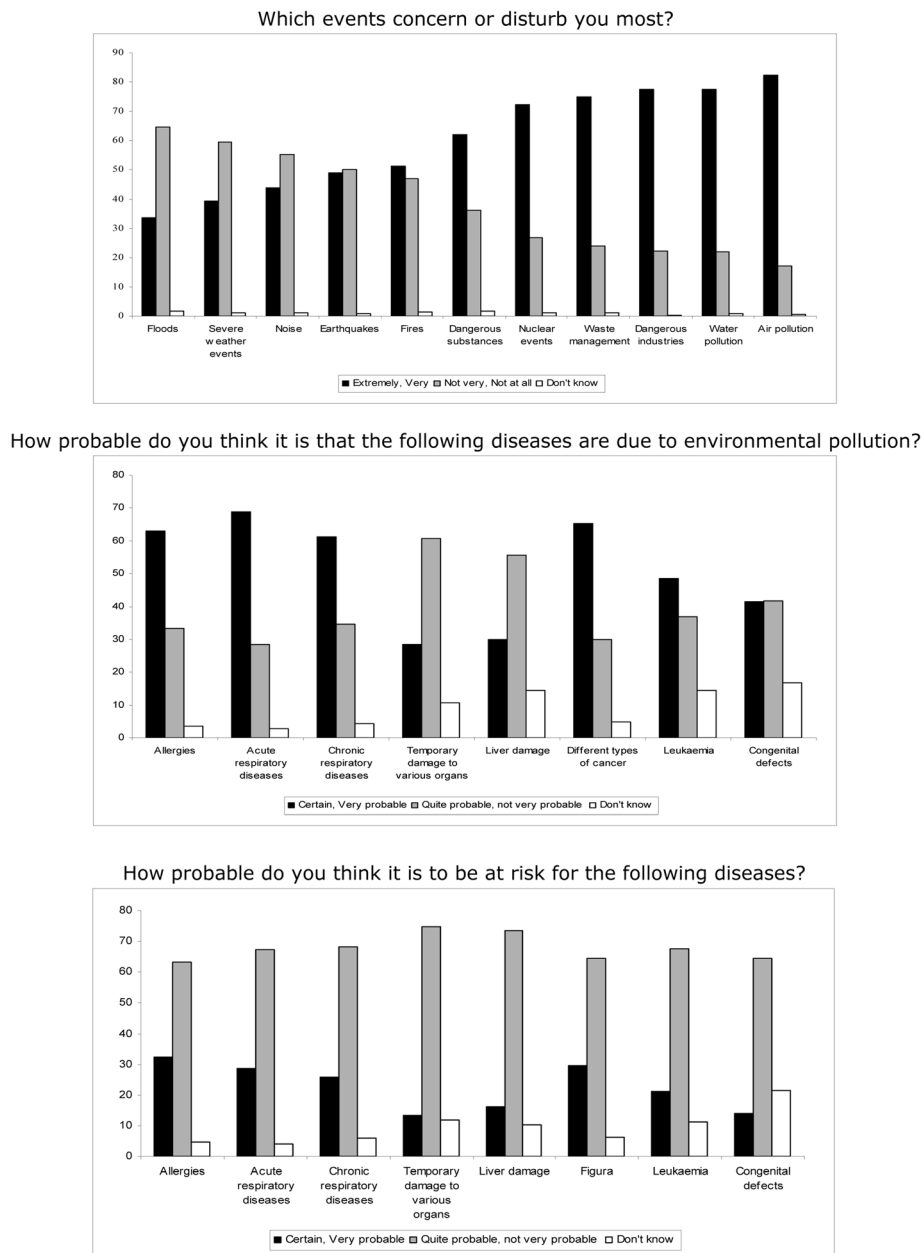 Which events concern or disturb you most?
90
80
70
60
50
40
30
20
10
0
Floods
Severe
weather
events
Noise
Earthquakes
Fires
Dangerous
substances
Nuclear
events
Waste
management
Dangerous
industries
Water
pollution
Air pollution
Extremely, Very Not very, Not at all Don't know
How probable do you think it is that the following diseases are due to environmental pollution?
80
70
60
50
40
30
20
10
0
Allergies
Acute
respiratory
diseases
Chronic
respiratory
diseases
Temporary
damage to
various organs
Liver damage
Different types
of cancer
Leukaemia
Congenital
defects
Certain, Very probable Quite probable, not very probable Don't know
How probable do you think it is to be at risk for the following diseases?
80
70
60
50
40
30
20
10
0
Allergies
Acute
respiratory
diseases
Chronic
respiratory
diseases
Temporary
damage to
various
organs
Liver damage
Figura
Leukaemia
Congenital
defects
Certain, Very probable Quite probable, not very probable Don't know